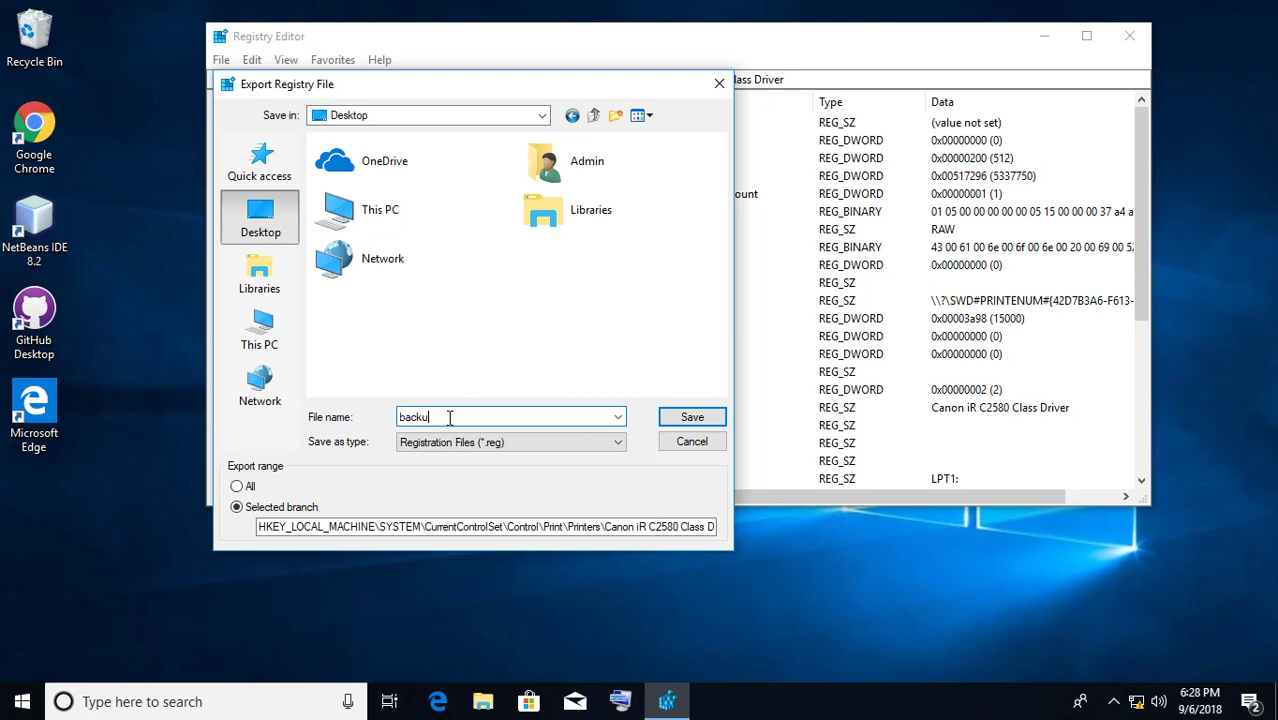 Recycle Bin
Google
Chrome
NetBeans IDE
8.2
GitHub
Desktop
Microsoft
Edge
Registry Editor
File Edit View Favorites Help
Export Registry File
Save in: Desktop
Quick access
Desktop
Libraries
This PC
Network
OneDrive
Admin
This PC
Libraries
Network
File name: backu
Save
Save as type: Registration Files (*.reg)
Cancel
Export range
All
Selected branch
HKEY_LOCAL_MACHINE\SYSTEM\CurrentControlSet\Control\Print\Printers\Canon iR C2580 Class D
lass Driver
Type Data
REG_SZ (value not set)
REG_DWORD 0x00000000 (0)
REG_DWORD 0x00000200 (512)
REG_DWORD 0x00517296 (5337750)
ount REG_DWORD 0x00000001 (1)
REG_BINARY 01 05 00 00 00 00 00 05 15 00 00 00 37 a4 a
REG_SZ RAW
REG_BINARY 43 00 61 00 6e 00 6f 00 6e 00 20 00 69 00 52
REG_DWORD 0x00000000 (0)
REG_SZ
REG_SZ \\?\SWD#PRINTENUM#{42D7B3A6-F613-
REG_DWORD 0x00003a98 (15000)
REG_DWORD 0x00000000 (0)
REG_DWORD 0x00000000 (0)
REG_SZ
REG_DWORD 0x00000002 (2)
REG_SZ Canon iR C2580 Class Driver
REG_SZ
REG_SZ
REG_SZ
REG_SZ LPT1:
Type here to search
6:28 PM
9/6/2018
2